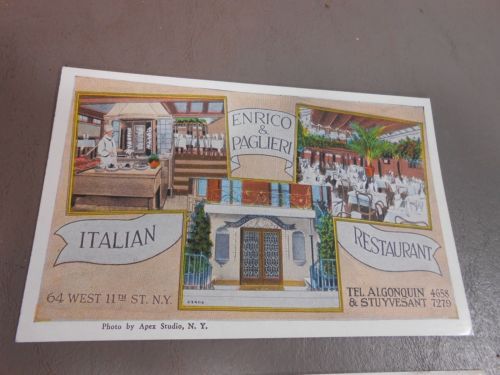 ENRICO
&
PAGLIERI
ITALIAN
RESTAURANT
64 WEST 11TH ST. N.Y.
TEL ALGONQUIN 4658
& STUYVESANT 7279
Photo by Apex Studio, N. Y.